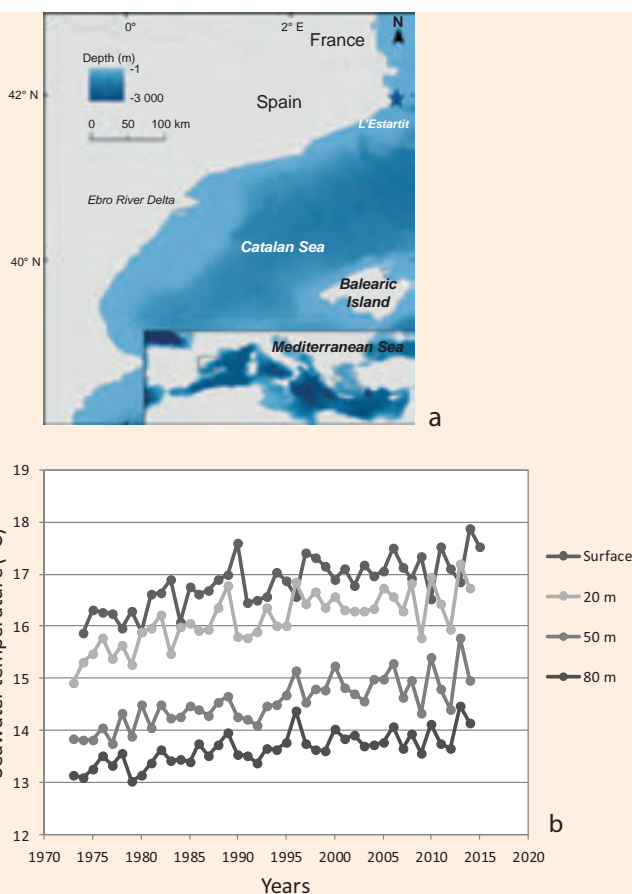 0° 2° E N
France
Depth (m)
-1
-3 000
42° N
Spain
0 50 100 km
L'Estartit
Ebro River Delta
Catalan Sea
40° N
Balearic
Island
Mediterranean Sea
a
19
18
17
16
15
14
13
12
Surface
20 m
50 m
80 m
b
1970 1975 1980 1985 1990 1995 2000 2005 2010 2015 2020
Years